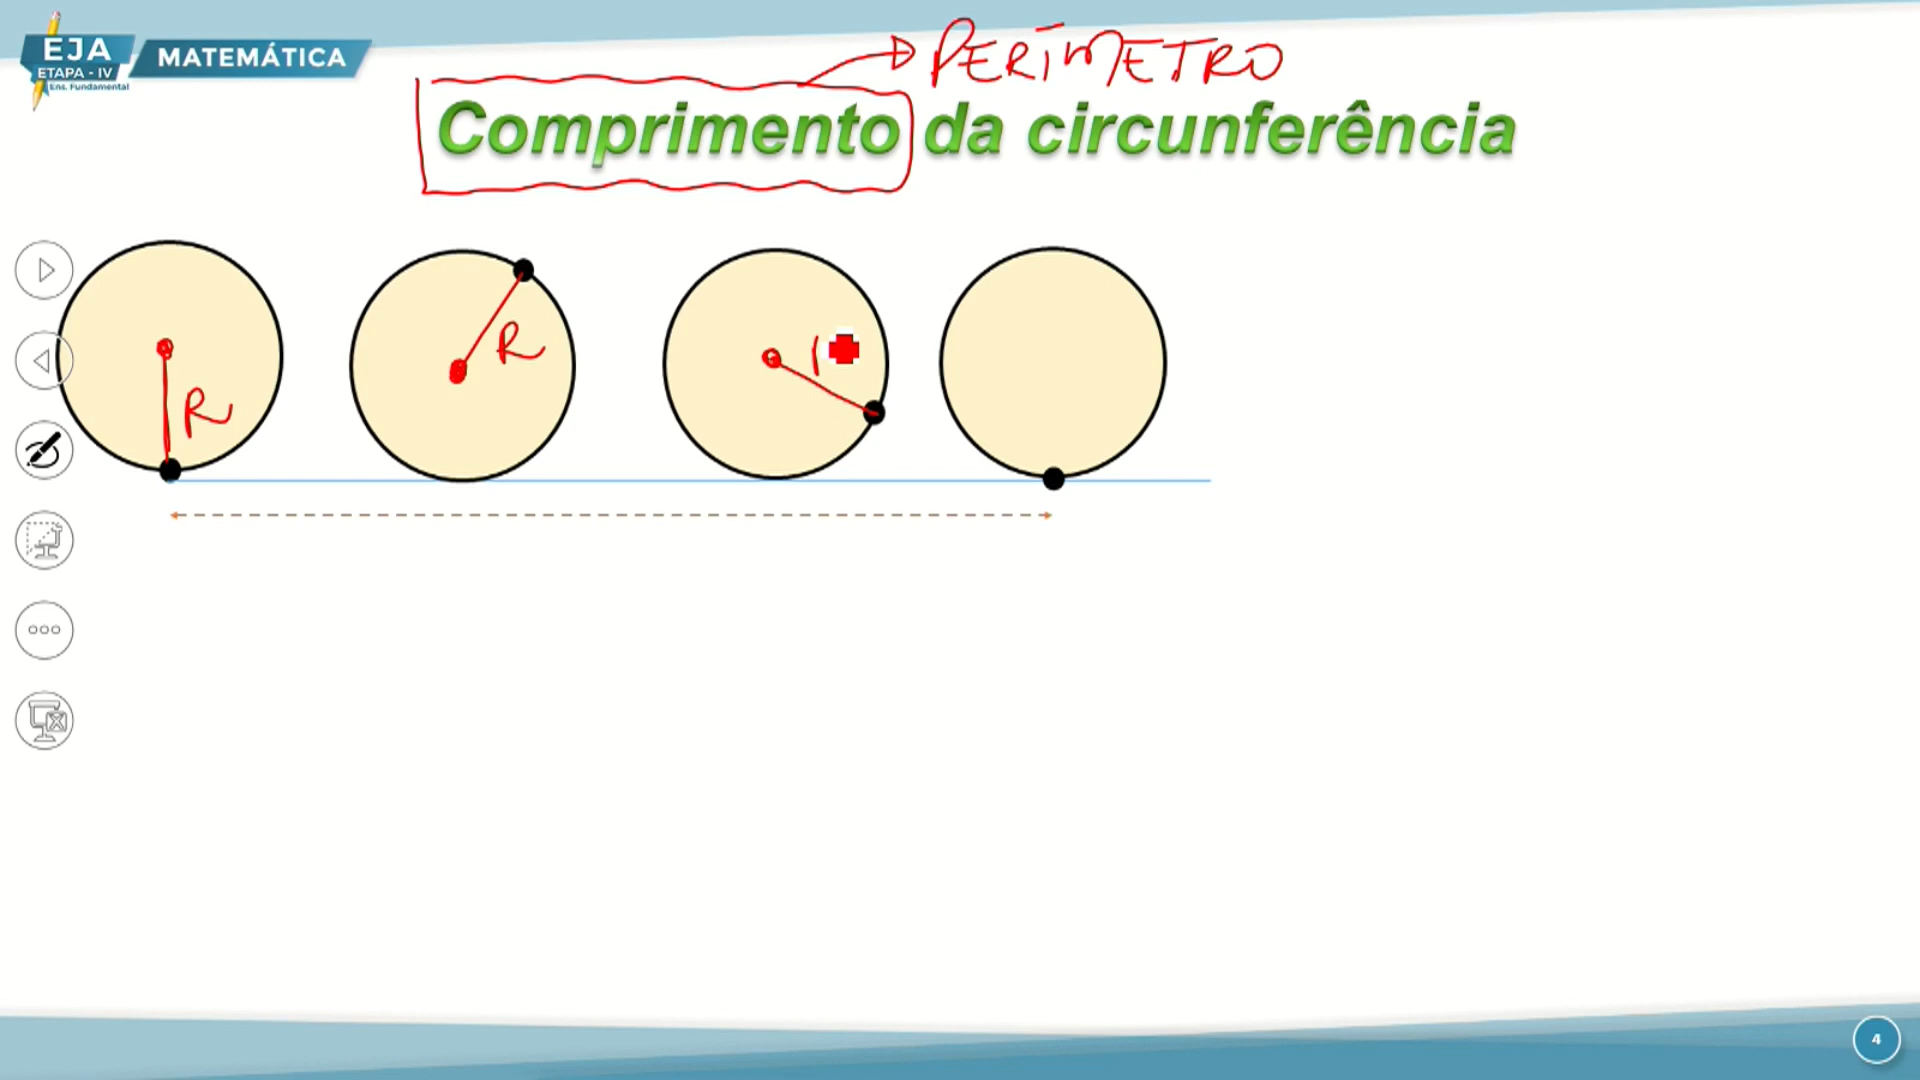 EJA
ETAPA - IV
Ens. Fundamental
MATEMÁTICA
PERÍMETRO
Comprimento da circunferência
R
R
4